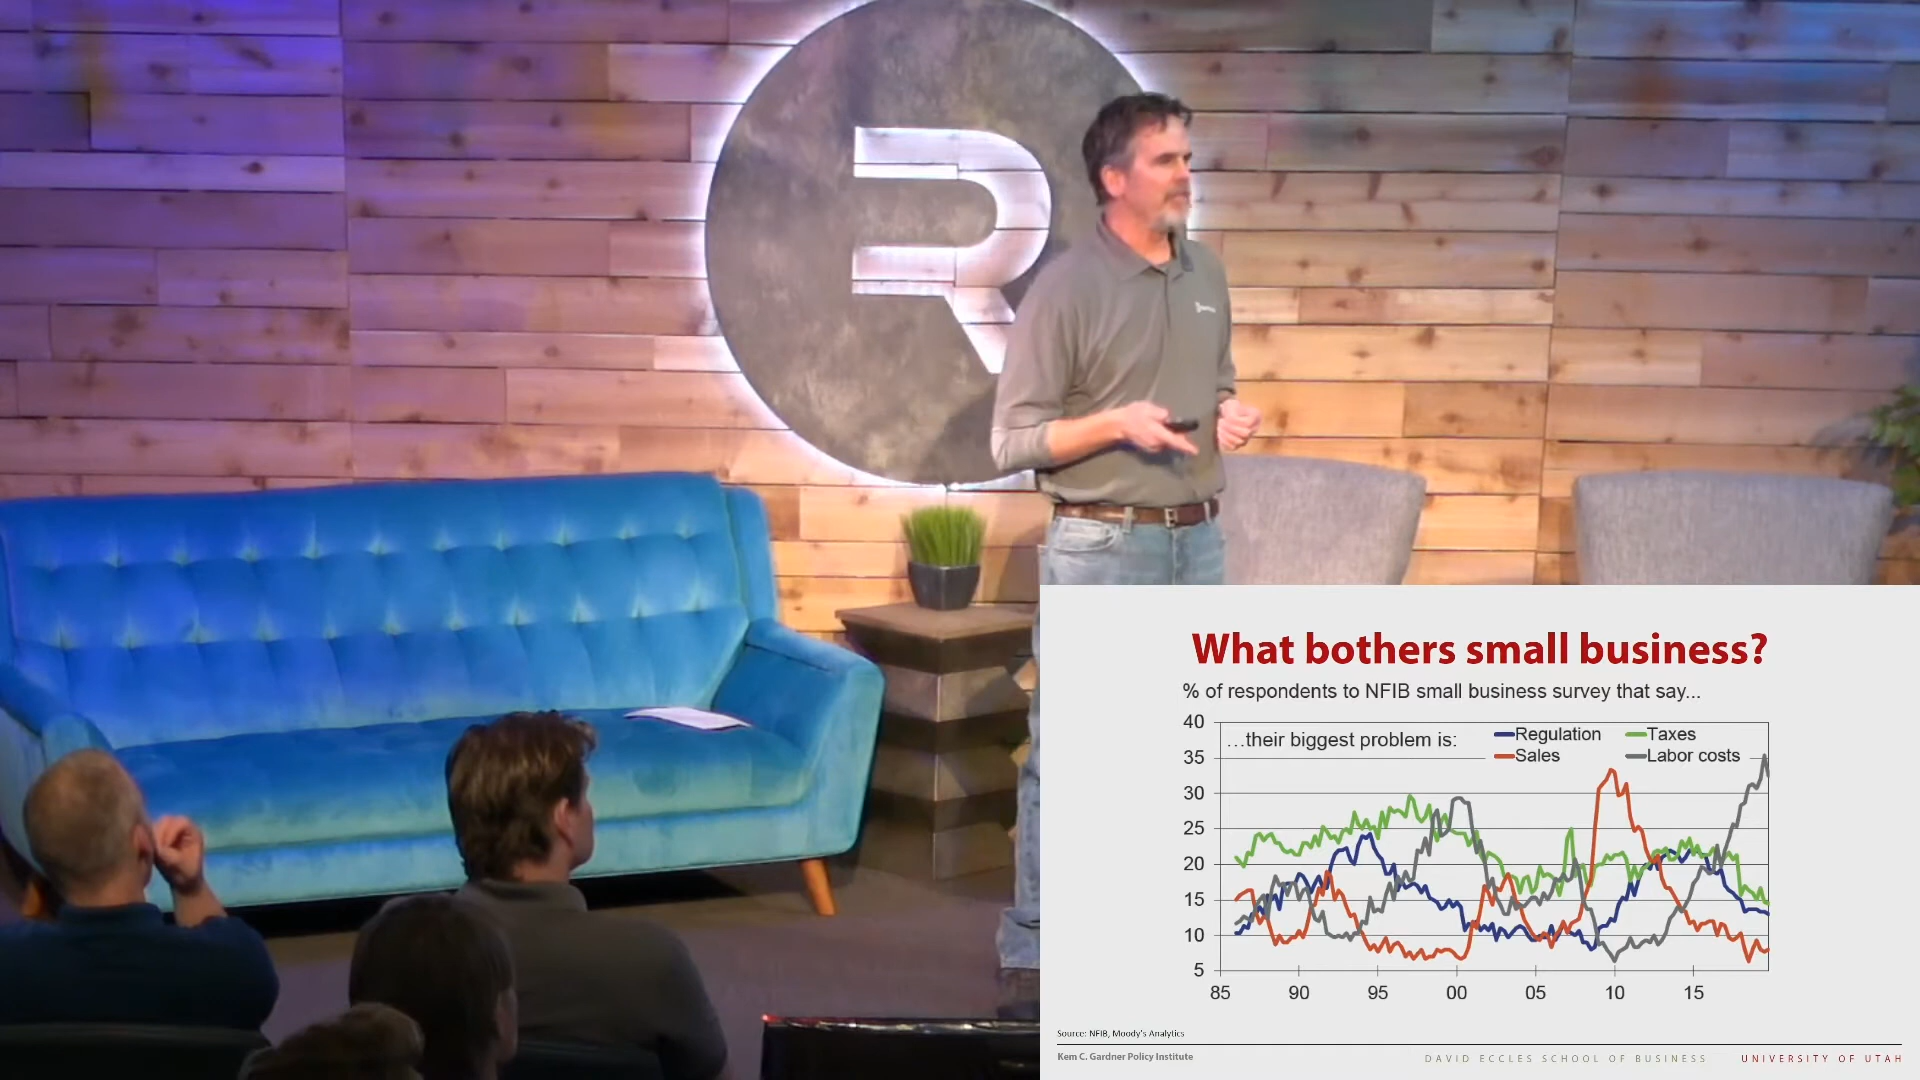 R
What bothers small business?
% of respondents to NFIB small business survey that say...
40
…their biggest problem is:
Regulation
Taxes
Sales
Labor costs
35
30
25
20
15
10
5
85 90 95 00 05 10 15
Source: NFIB, Moody's Analytics
Kem C. Gardner Policy Institute
DAVID ECCLES SCHOOL OF BUSINESS UNIVERSITY OF UTAH